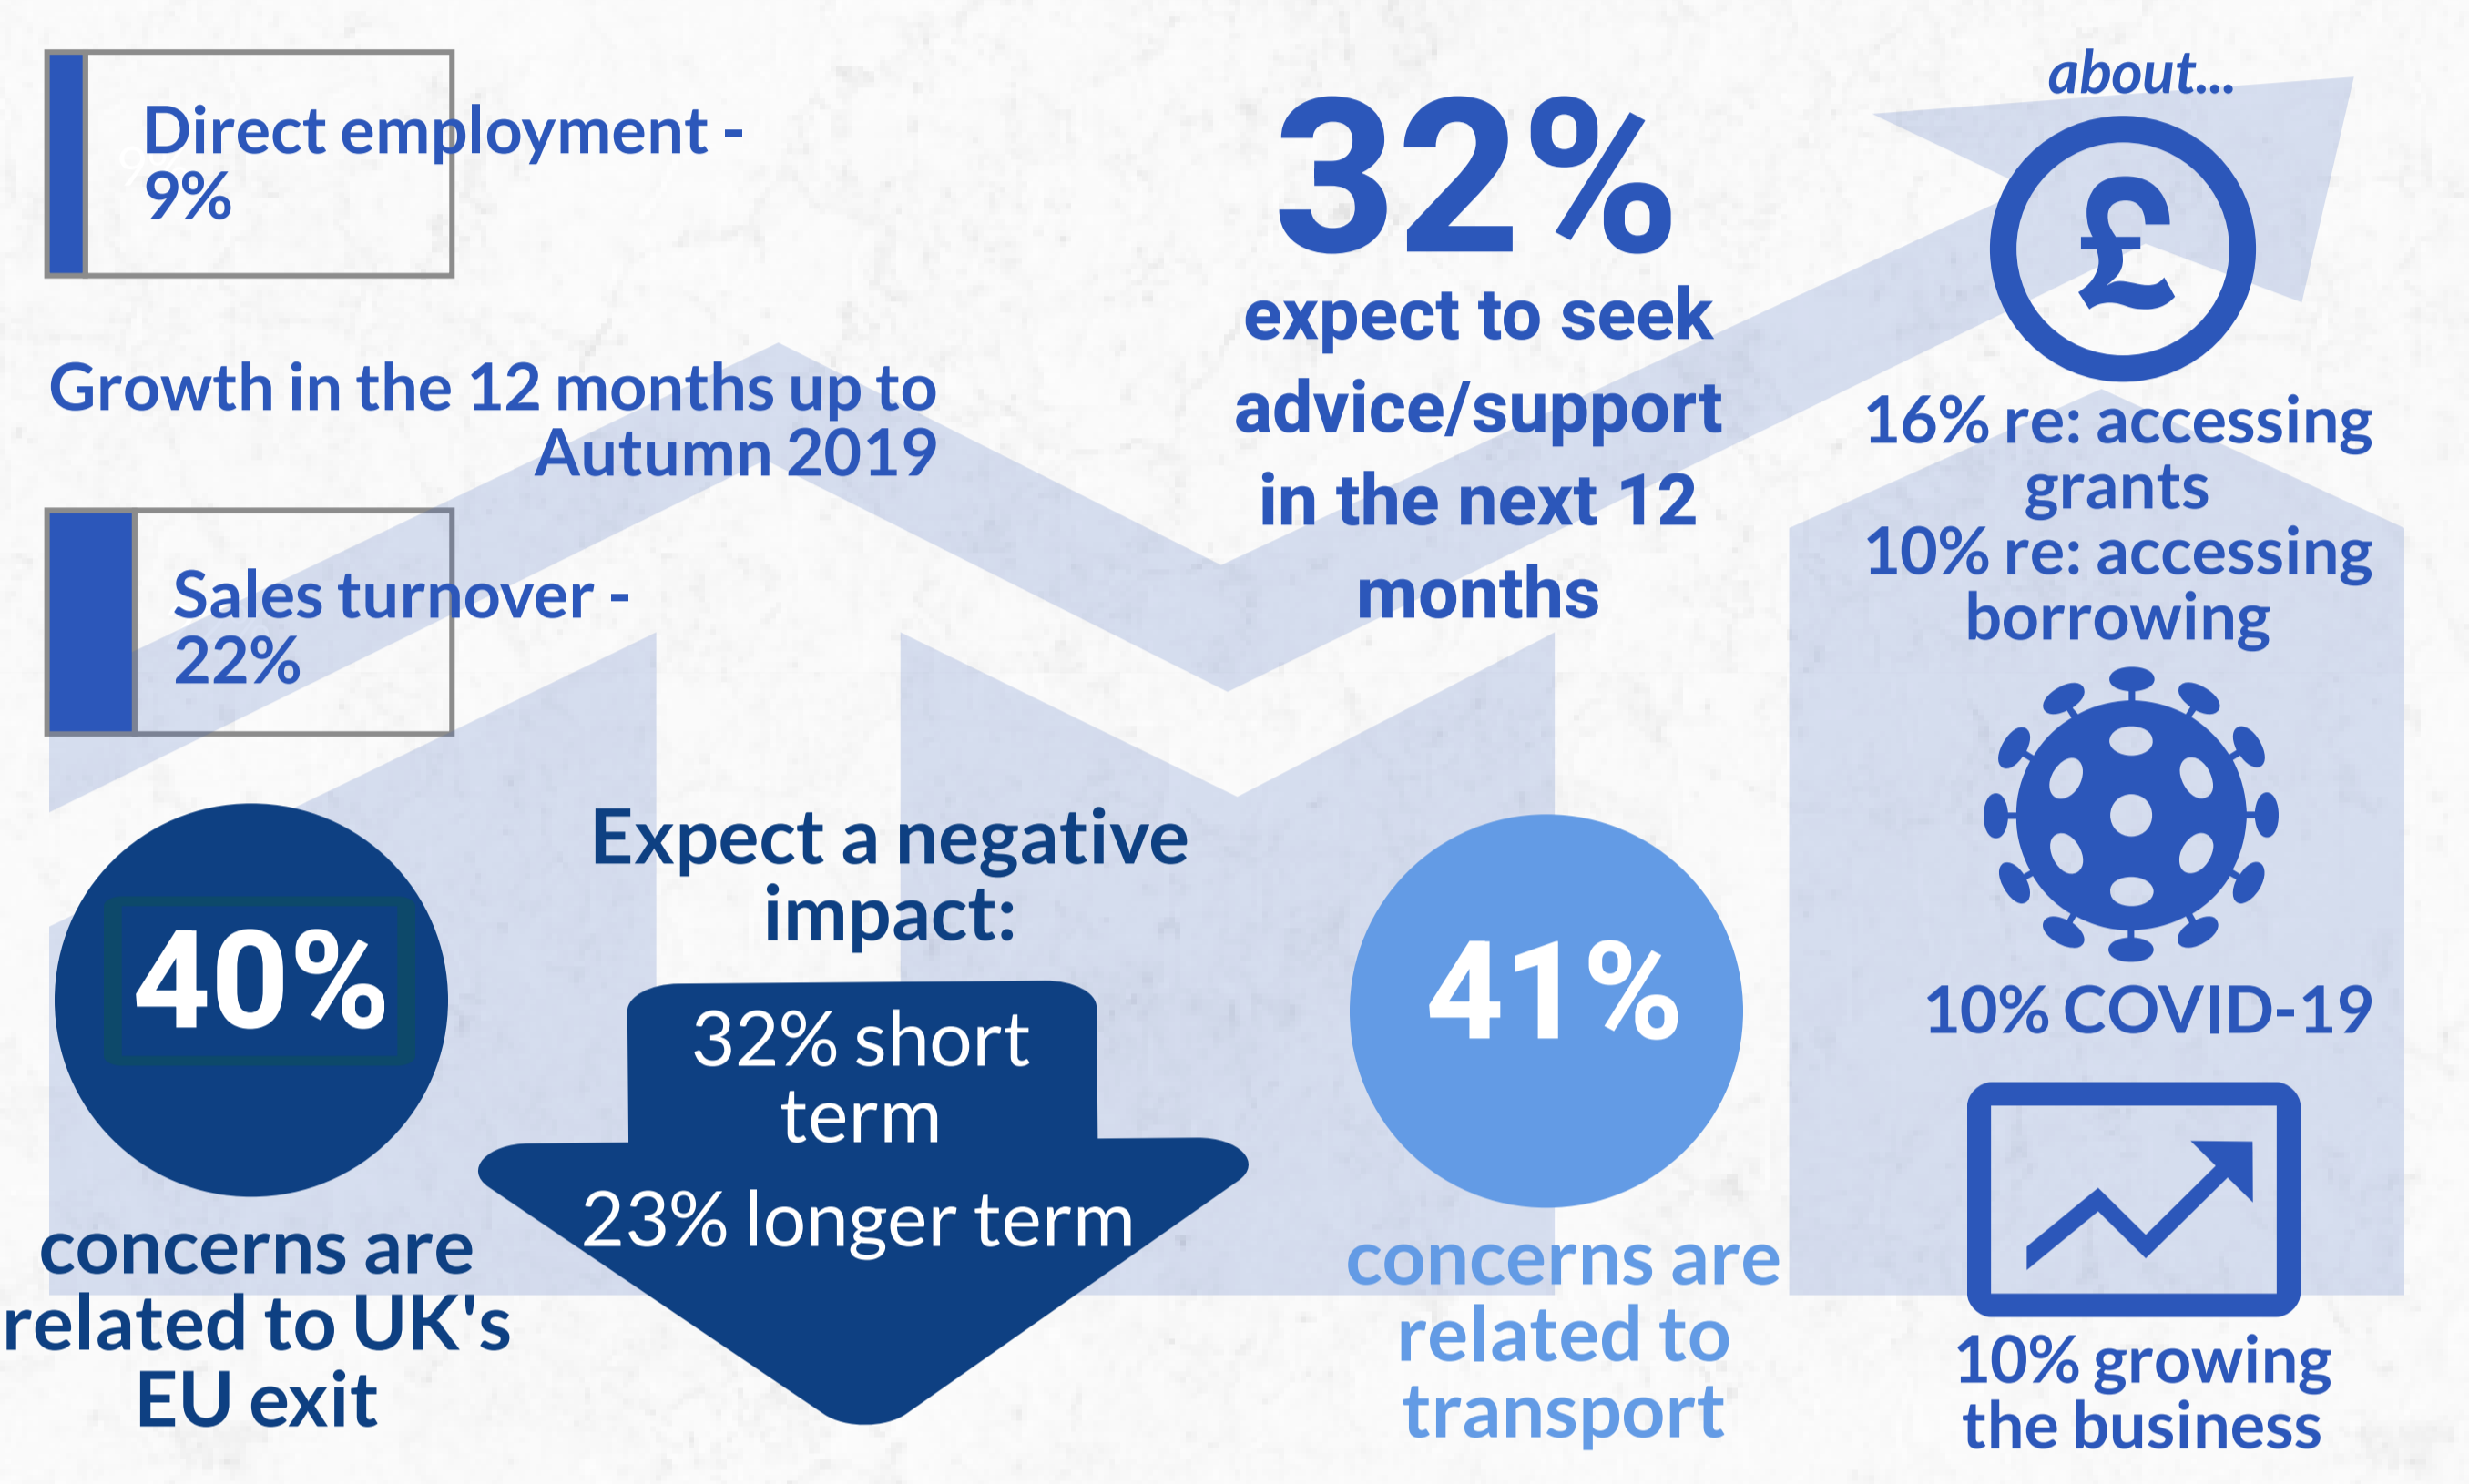 Direct employment -
9%
Growth in the 12 months up to
Autumn 2019
Sales turnover -
22%
32%
expect to seek
advice/support
in the next 12
months
about...
£
16% re: accessing
grants
10% re: accessing
borrowing
10% COVID-19
10% growing
the business
40%
concerns are
related to UK's
EU exit
Expect a negative
impact:
32% short
term
23% longer term
41%
concerns are
related to
transport